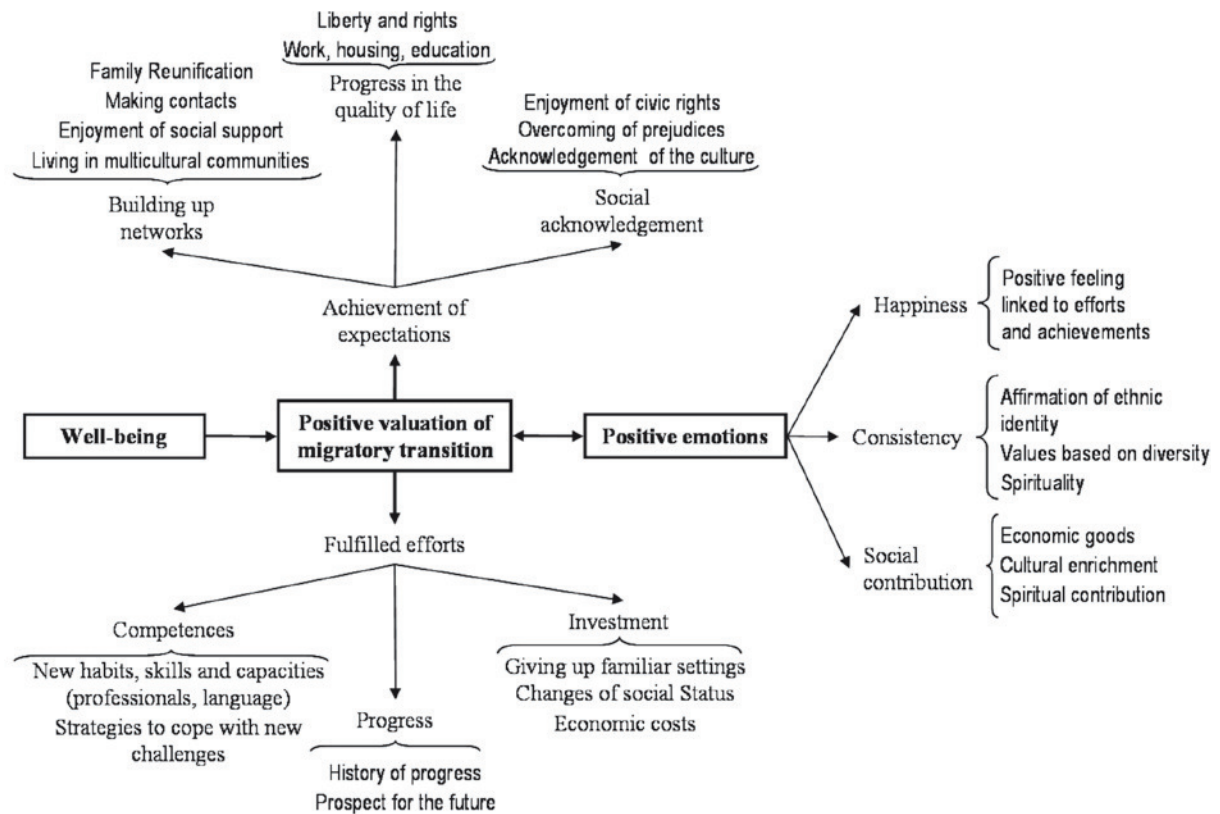 Liberty and rights
Work, housing, education
Progress in the
quality of life
Family Reunification
Making contacts
Enjoyment of social support
Living in multicultural communities
Building up
networks
Enjoyment of civic rights
Overcoming of prejudices
Acknowledgement of the culture
Social
acknowledgement
Achievement of
expectations
Well-being
Positive valuation of
migratory transition
Positive emotions
Happiness
Positive feeling
linked to efforts
and achievements
Consistency
Affirmation of ethnic
identity
Values based on diversity
Spirituality
Social
contribution
Economic goods
Cultural enrichment
Spiritual contribution
Fulfilled efforts
Competences
New habits, skills and capacities
(professionals, language)
Strategies to cope with new
challenges
Progress
History of progress
Prospect for the future
Investment
Giving up familiar settings
Changes of social Status
Economic costs